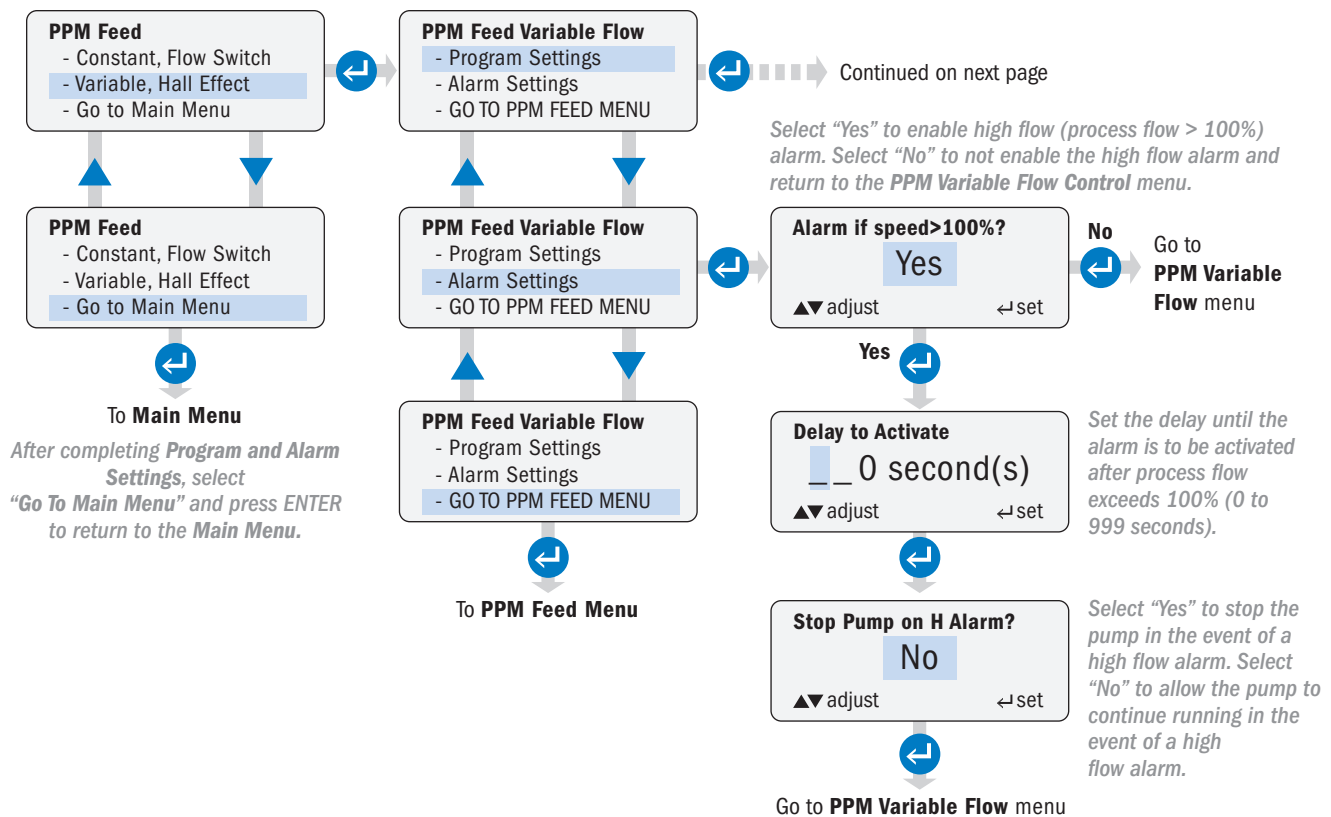 PPM Feed
- Constant, Flow Switch
- Variable, Hall Effect
- Go to Main Menu
PPM Feed Variable Flow
- Program Settings
- Alarm Settings
- GO TO PPM FEED MENU
Continued on next page
Select “Yes” to enable high flow (process flow > 100%)
alarm. Select “No” to not enable the high flow alarm and
return to the PPM Variable Flow Control menu.
PPM Feed
- Constant, Flow Switch
- Variable, Hall Effect
- Go to Main Menu
PPM Feed Variable Flow
- Program Settings
- Alarm Settings
- GO TO PPM FEED MENU
Alarm if speed>100%?
Yes
▲▼ adjust ↵ set
No
Go to
PPM Variable
Flow menu
Yes
To Main Menu
After completing Program and Alarm
Settings, select
“Go To Main Menu” and press ENTER
to return to the Main Menu.
PPM Feed Variable Flow
- Program Settings
- Alarm Settings
- GO TO PPM FEED MENU
To PPM Feed Menu
Delay to Activate
_ _ 0 second(s)
▲▼ adjust ↵ set
Set the delay until the
alarm is to be activated
after process flow
exceeds 100% (0 to
999 seconds).
Stop Pump on H Alarm?
No
▲▼ adjust ↵ set
Select “Yes” to stop the
pump in the event of a
high flow alarm. Select
“No” to allow the pump to
continue running in the
event of a high
flow alarm.
Go to PPM Variable Flow menu